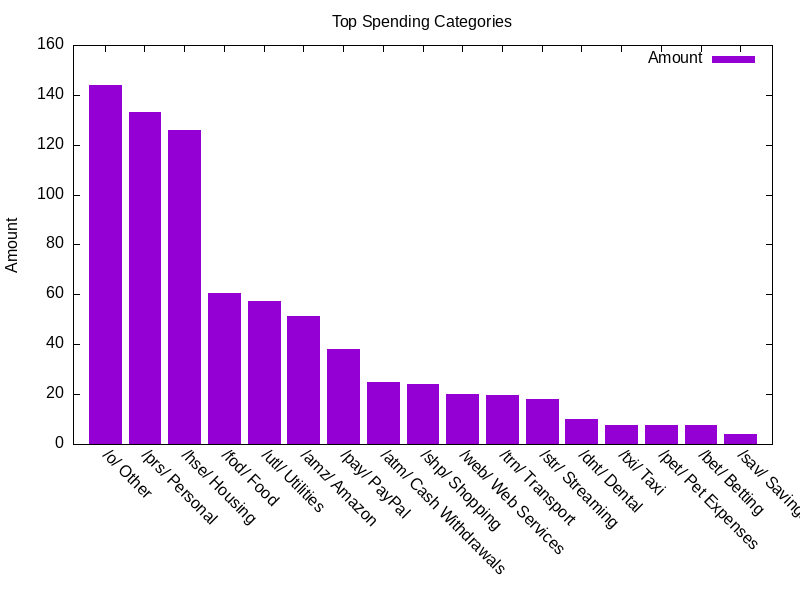 Top Spending Categories
Amount
160
140
120
100
80
60
40
20
0
Amount
/o/ Other
/prs/ Personal
/hse/ Housing
/fod/ Food
/utl/ Utilities
/amz/ Amazon
/pay/ PayPal
/atm/ Cash Withdrawals
/shp/ Shopping
/web/ Web Services
/trn/ Transport
/str/ Streaming
/dnt/ Dental
/txi/ Taxi
/pet/ Pet Expenses
/bet/ Betting
/sav/ Saving